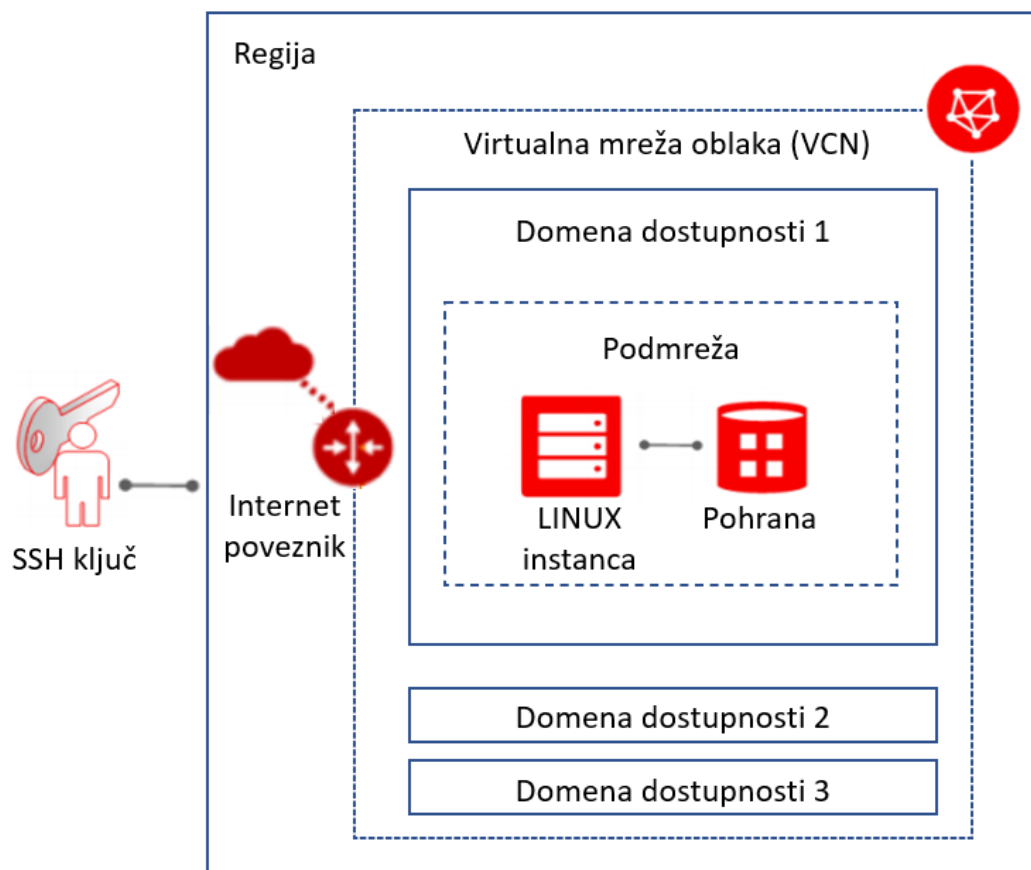 Regija
Virtualna mreža oblaka (VCN)
Domena dostupnosti 1
Podmreža
LINUX
instanca
Pohrana
Internet
poveznik
SSH ključ
Domena dostupnosti 2
Domena dostupnosti 3